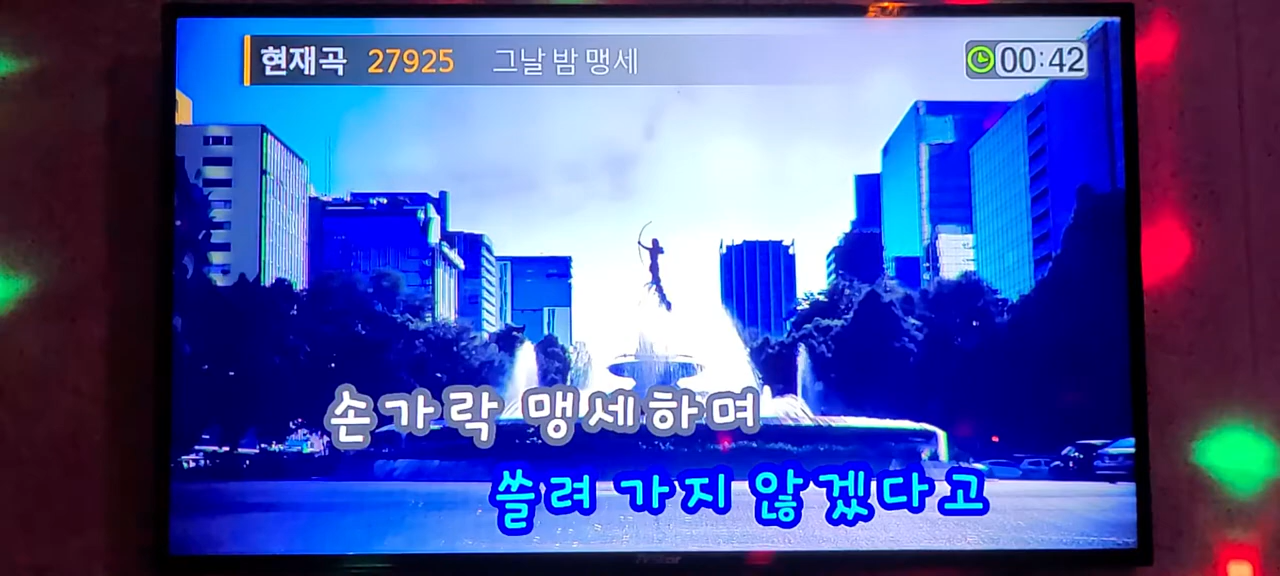 현재곡 27925 그날 밤 맹세 00:42
손가락 맹세하며
쓸려 가지 않겠다고